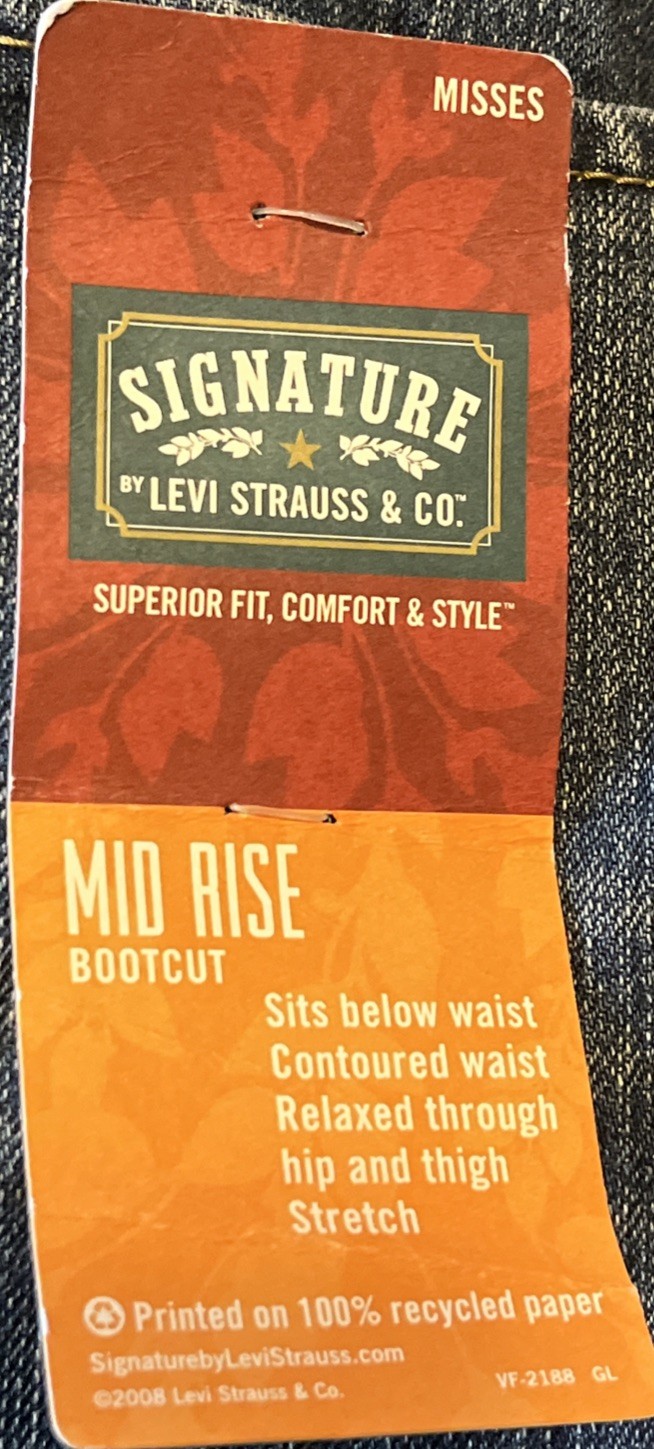 MISSES
SIGNATURE
BY LEVI STRAUSS & CO.™
SUPERIOR FIT, COMFORT & STYLE™
MID RISE
BOOTCUT
Sits below waist
Contoured waist
Relaxed through
hip and thigh
Stretch
Printed on 100% recycled paper
SignaturebyLeviStrauss.com
©2008 Levi Strauss & Co.
VF-2188 GL